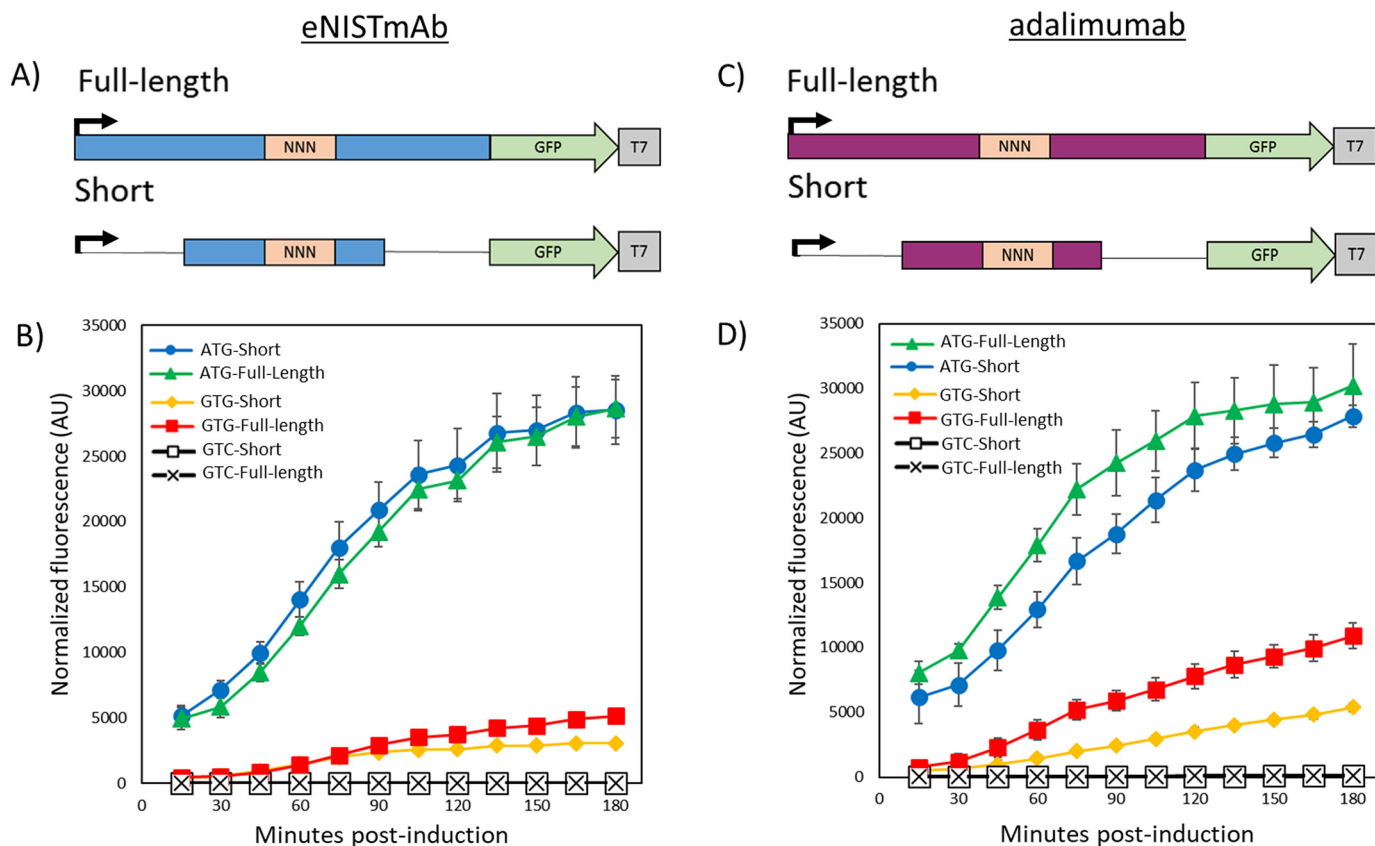 eNISTmAb
A)
Full-length
NNN
GFP
T7
Short
NNN
GFP
T7
B)
Normalized fluorescence (AU)
35000
30000
25000
20000
15000
10000
5000
0
ATG-Short
ATG-Full-Length
GTG-Short
GTG-Full-length
GTC-Short
GTC-Full-length
0 30 60 90 120 150 180
Minutes post-induction
adalimumab
C)
Full-length
NNN
GFP
T7
Short
NNN
GFP
T7
D)
Normalized fluorescence (AU)
35000
30000
25000
20000
15000
10000
5000
0
ATG-Full-Length
ATG-Short
GTG-Short
GTG-Full-length
GTC-Short
GTC-Full-length
0 30 60 90 120 150 180
Minutes post-induction